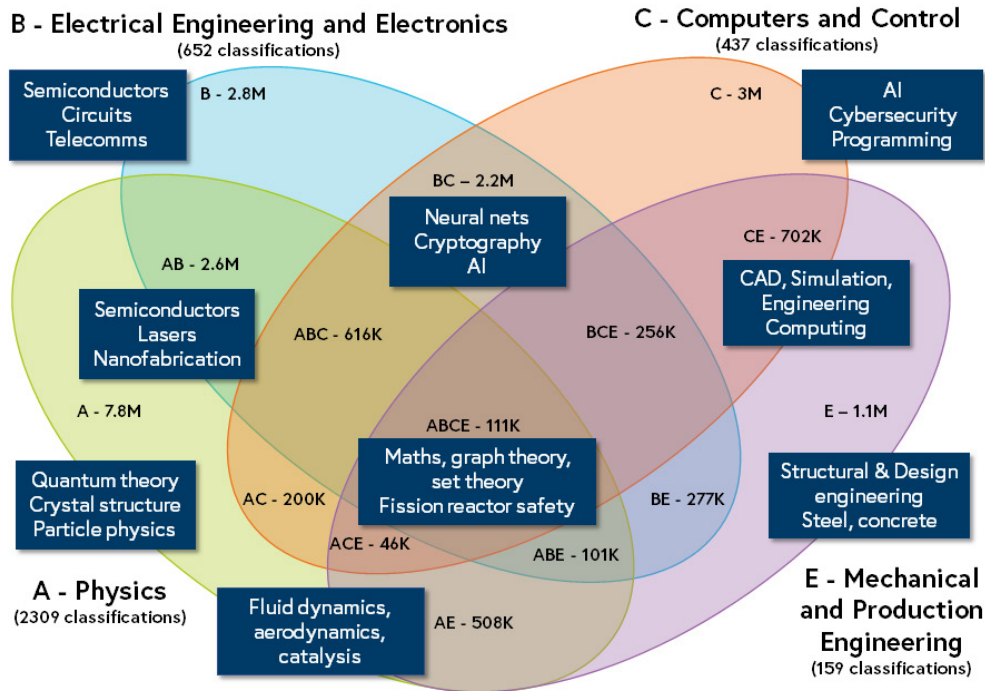 B - Electrical Engineering and Electronics
(652 classifications)
C - Computers and Control
(437 classifications)
Semiconductors
Circuits
Telecomms
B - 2.8M
C - 3M
AI
Cybersecurity
Programming
BC – 2.2M
Neural nets
Cryptography
AI
CE - 702K
CAD, Simulation,
Engineering
Computing
AB - 2.6M
Semiconductors
Lasers
Nanofabrication
ABC - 616K
BCE - 256K
A - 7.8M
E – 1.1M
ABCE - 111K
Maths, graph theory,
set theory
Fission reactor safety
Quantum theory
Crystal structure
Particle physics
AC - 200K
BE - 277K
Structural & Design
engineering
Steel, concrete
ACE - 46K
ABE - 101K
A - Physics
(2309 classifications)
Fluid dynamics,
aerodynamics,
catalysis
AE - 508K
E - Mechanical
and Production
Engineering
(159 classifications)